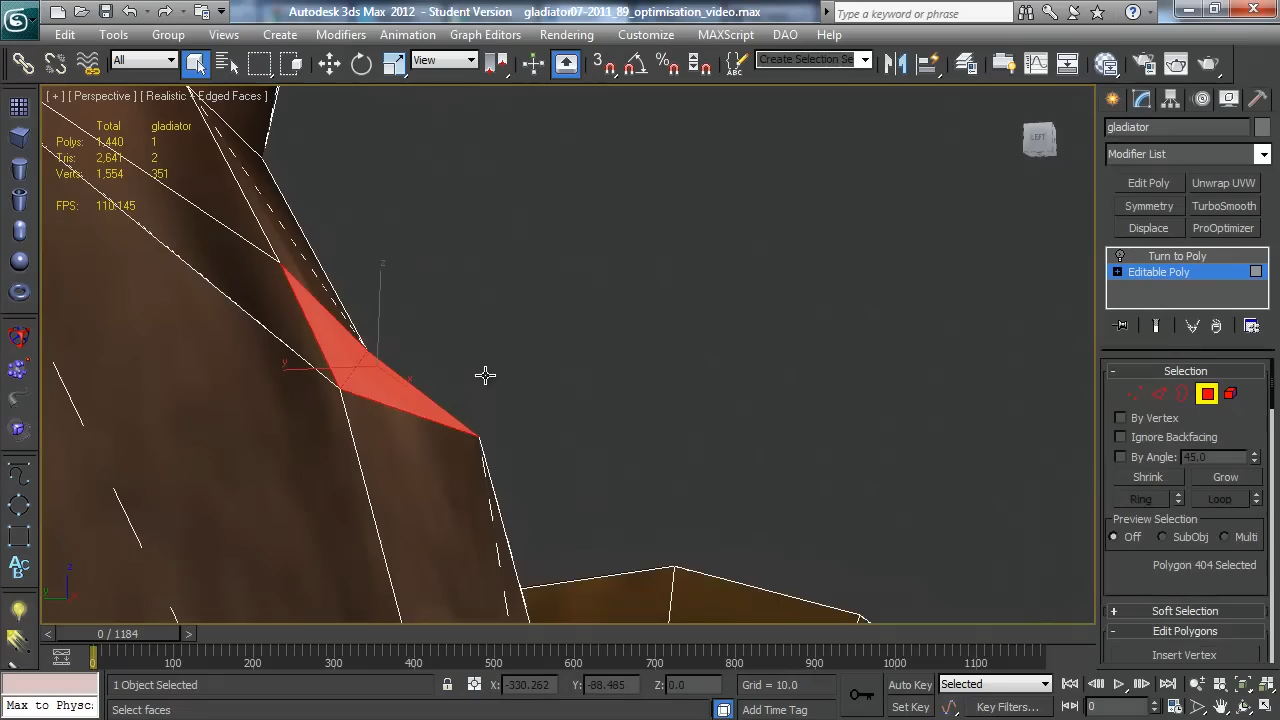 Autodesk 3ds Max 2012 - Student Version gladiator07-2011_89_optimisation_video.max
Type a keyword or phrase
Edit Tools Group Views Create Modifiers Animation Graph Editors Rendering Customize MAXScript DAO Help
All View Create Selection Se
[ + ] [ Perspective ] [ Realistic + Edged Faces ]
Total gladiator
Polys: 1,440 1
Tris: 2,641 2
Verts: 1,554 351
FPS: 110.145
LEFT
gladiator
Modifier List
Edit Poly Unwrap UVW
Symmetry TurboSmooth
Displace ProOptimizer
Turn to Poly
Editable Poly
- Selection
By Vertex
Ignore Backfacing
By Angle: 45.0
Shrink Grow
Ring Loop
Preview Selection
Off SubObj Multi
Polygon 404 Selected
+ Soft Selection
- Edit Polygons
Insert Vertex
z
y
x
z
y
x
< 0 / 1184 >
0 100 200 300 400 500 600 700 800 900 1000 1100
1 Object Selected X: -330.262 Y: -88.485 Z: 0.0 Grid = 10.0 Auto Key Selected
Max to Physc Select faces Add Time Tag Set Key Key Filters... 0